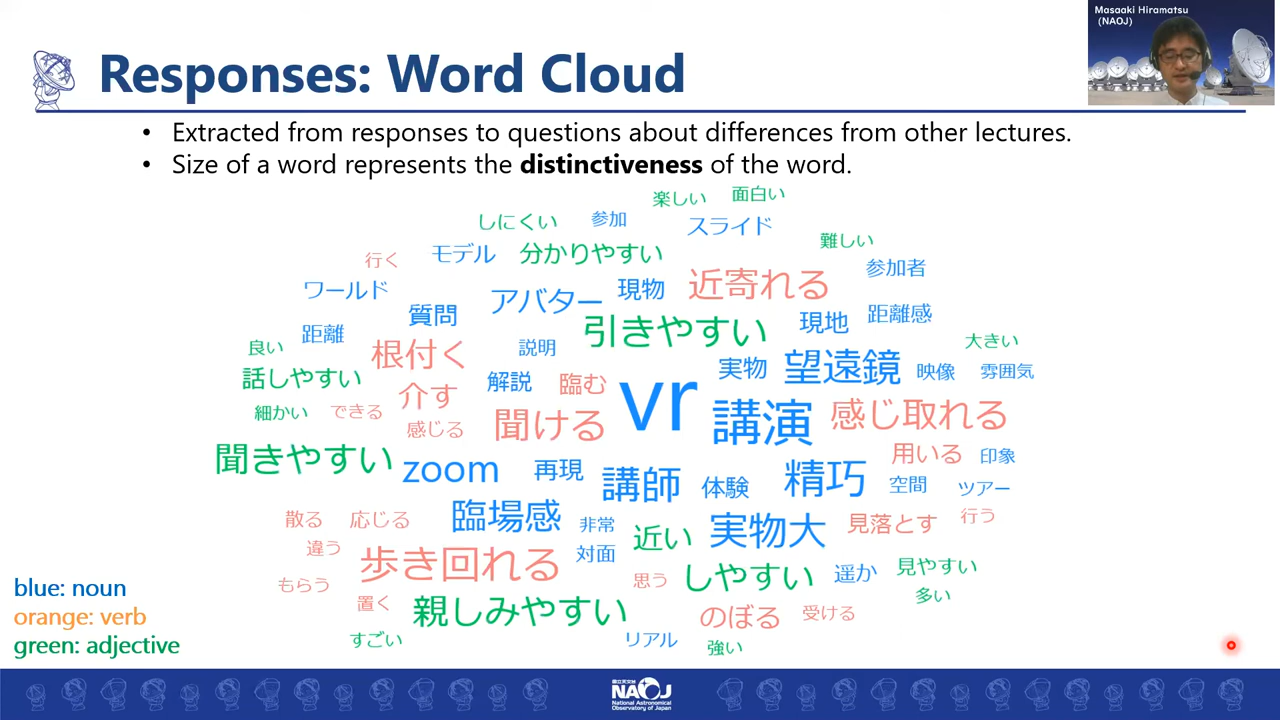 Masaaki Hiramatsu
(NAOJ)
Responses: Word Cloud
• Extracted from responses to questions about differences from other lectures.
• Size of a word represents the distinctiveness of the word.
楽しい 面白い
しにくい 参加 スライド
難しい
行く モデル 分かりやすい
参加者
ワールド アバター 現物 近寄れる
質問 引きやすい 現地 距離感
距離
良い 根付く 説明 大きい
話しやすい 解説 臨む vr 実物 望遠鏡 映像 雰囲気
細かい できる 介す
感じる 聞ける 講演 感じ取れる
聞きやすい zoom 再現 用いる 印象
講師 体験 精巧 空間 ツアー
散る 応じる 臨場感 非常 近い 実物大 見落とす 行う
違う 歩き回れる 対面
もらう 思う しやすい 遥か 見やすい
置く 親しみやすい のぼる 受ける 多い
すごい リアル 強い
blue: noun
orange: verb
green: adjective
国立天文台
NAOJ
National Astronomical
Observatory of Japan